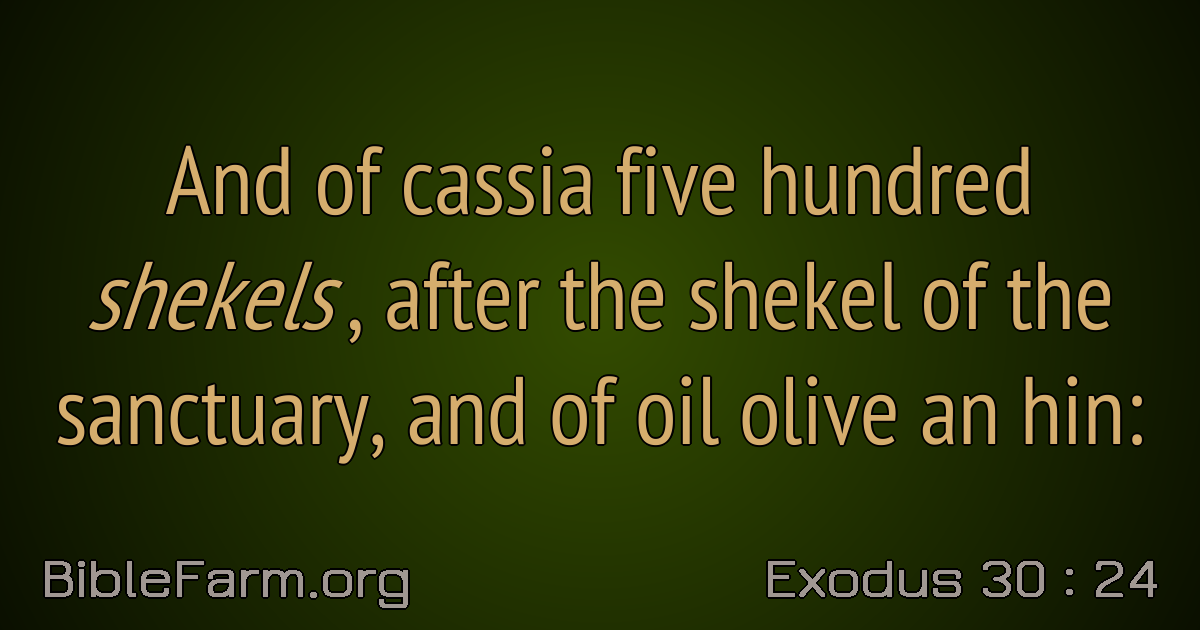 And of cassia five hundred
shekels, after the shekel of the
sanctuary, and of oil olive an hin:
BibleFarm.org
Exodus 30 : 24